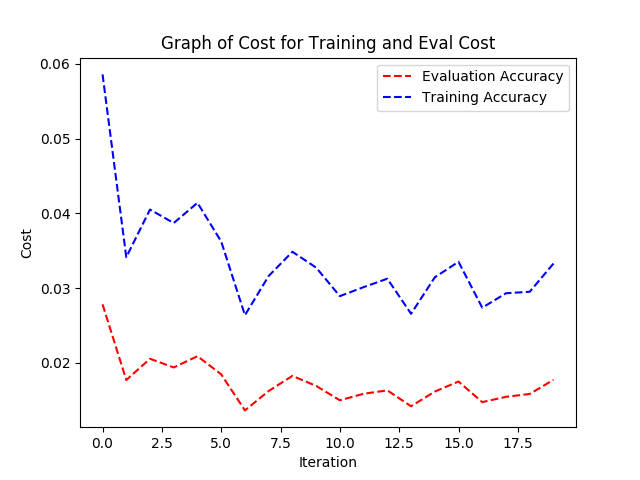 Graph of Cost for Training and Eval Cost
Evaluation Accuracy
Training Accuracy
0.06
0.05
0.04
0.03
0.02
Cost
0.0 2.5 5.0 7.5 10.0 12.5 15.0 17.5
Iteration